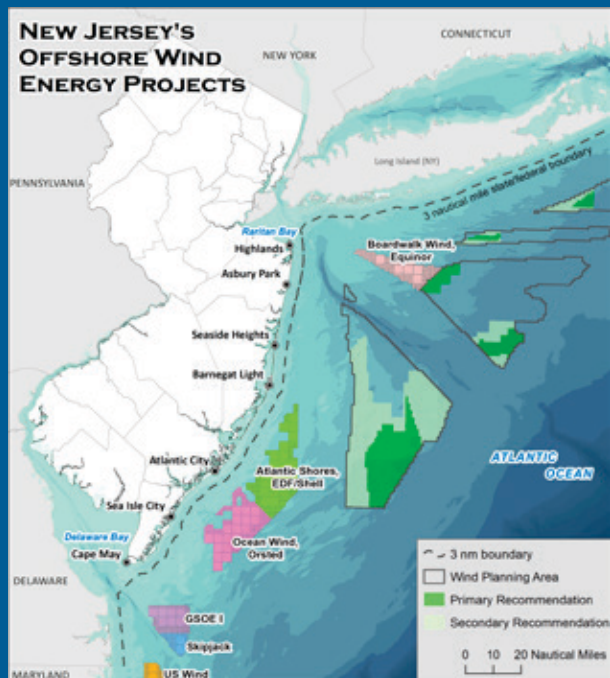 NEW JERSEY'S
OFFSHORE WIND
ENERGY PROJECTS
CONNECTICUT
NEW YORK
PENNSYLVANIA
Long Island (NY)
3 nautical mile state/federal boundary
Raritan Bay
Highlands
Boardwalk Wind,
Equinor
Asbury Park
Seaside Heights
Barnegat Light
Atlantic City
Atlantic Shores,
EDF/Shell
ATLANTIC
OCEAN
Sea Isle City
Delaware Bay
Ocean Wind,
Orsted
Cape May
DELAWARE
GSOE I
Skipjack
US Wind
MARYLAND
3 nm boundary
Wind Planning Area
Primary Recommendation
Secondary Recommendation
0 10 20 Nautical Miles